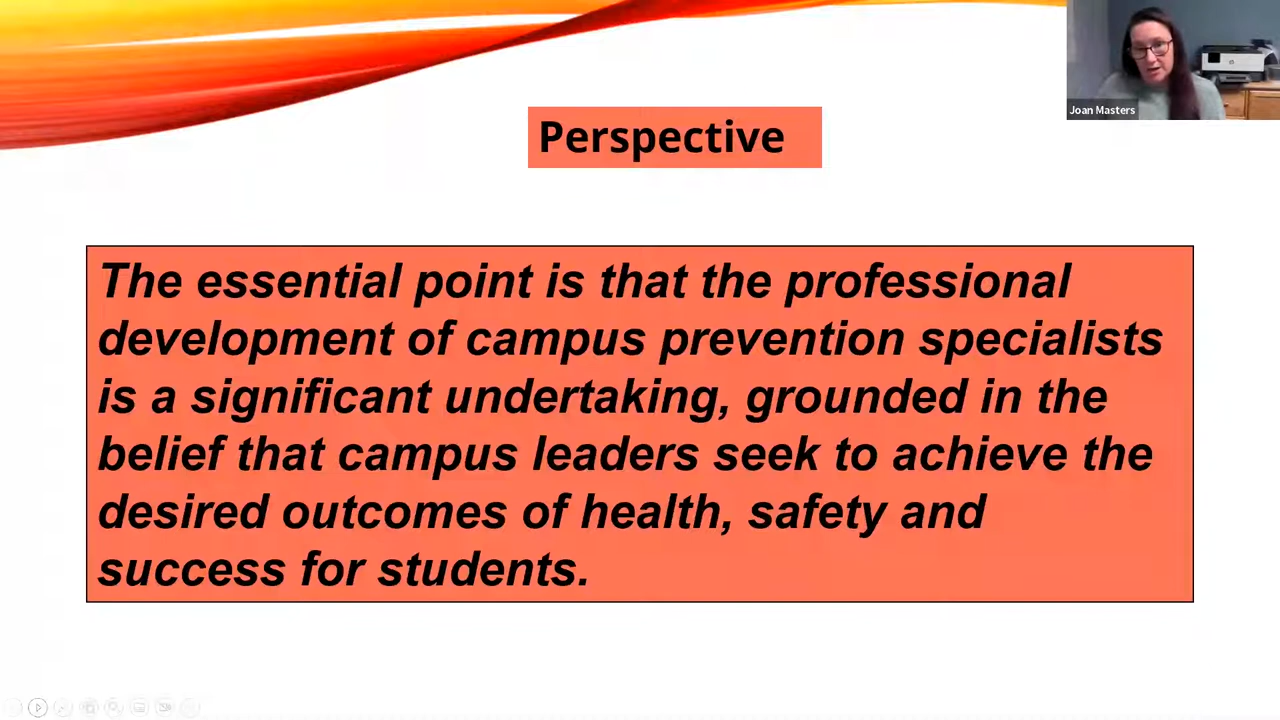 Joan Masters
Perspective
The essential point is that the professional
development of campus prevention specialists
is a significant undertaking, grounded in the
belief that campus leaders seek to achieve the
desired outcomes of health, safety and
success for students.